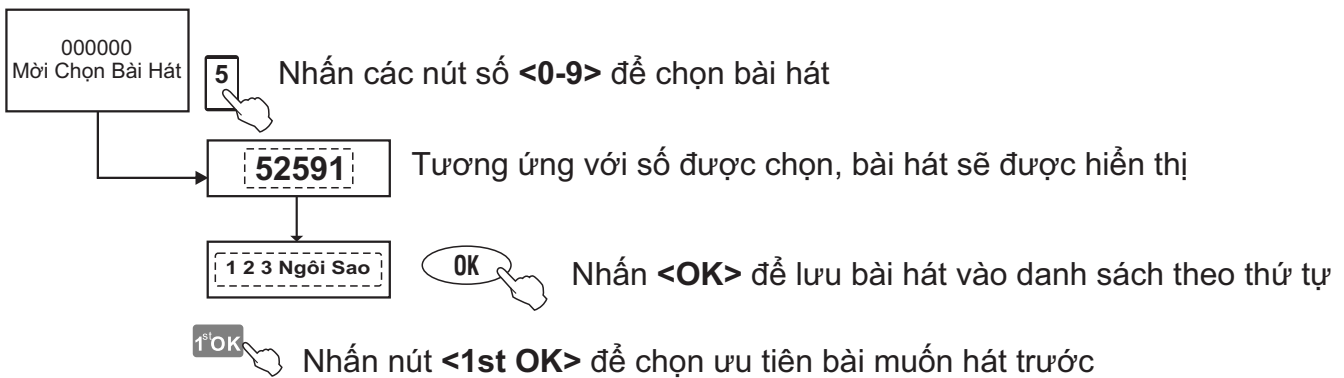 000000
Mời Chọn Bài Hát
5
Nhấn các nút số <0-9> để chọn bài hát
52591
Tương ứng với số được chọn, bài hát sẽ được hiển thị
1 2 3 Ngôi Sao
OK
Nhấn <OK> để lưu bài hát vào danh sách theo thứ tự
1st OK
Nhấn nút <1st OK> để chọn ưu tiên bài muốn hát trước